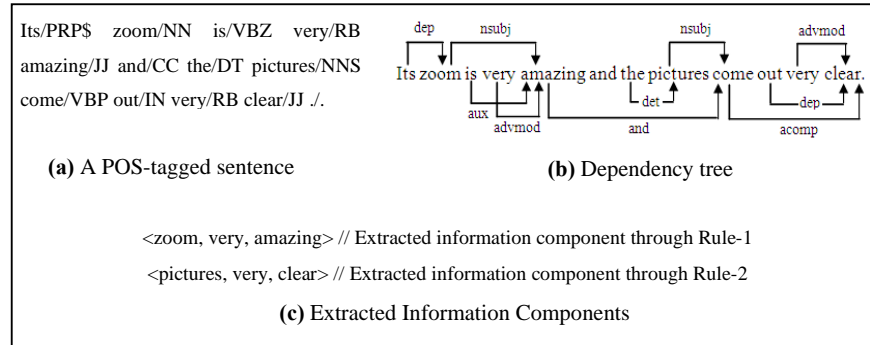 Its/PRP$ zoom/NN is/VBZ very/RB
amazing/JJ and/CC the/DT pictures/NNS
come/VBP out/IN very/RB clear/JJ ./.
(a) A POS-tagged sentence
dep nsubj nsubj advmod
Its zoom is very amazing and the pictures come out very clear.
aux advmod and det dep acomp
(b) Dependency tree
<zoom, very, amazing> // Extracted information component through Rule-1
<pictures, very, clear> // Extracted information component through Rule-2
(c) Extracted Information Components